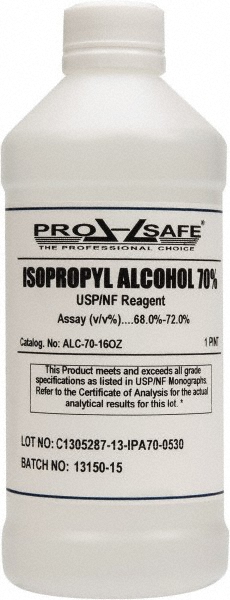 PRO SAFE®
THE PROFESSIONAL CHOICE
ISOPROPYL ALCOHOL 70%
USP/NF Reagent
Assay (v/v%)....68.0%-72.0%
Catalog. No: ALC-70-16OZ 1 PINT
This Product meets and exceeds all grade
specifications as listed in USP/NF Monographs.
Refer to the Certificate of Analysis for the actual
analytical results for this lot. *
LOT NO: C1305287-13-IPA70-0530
BATCH NO: 13150-15